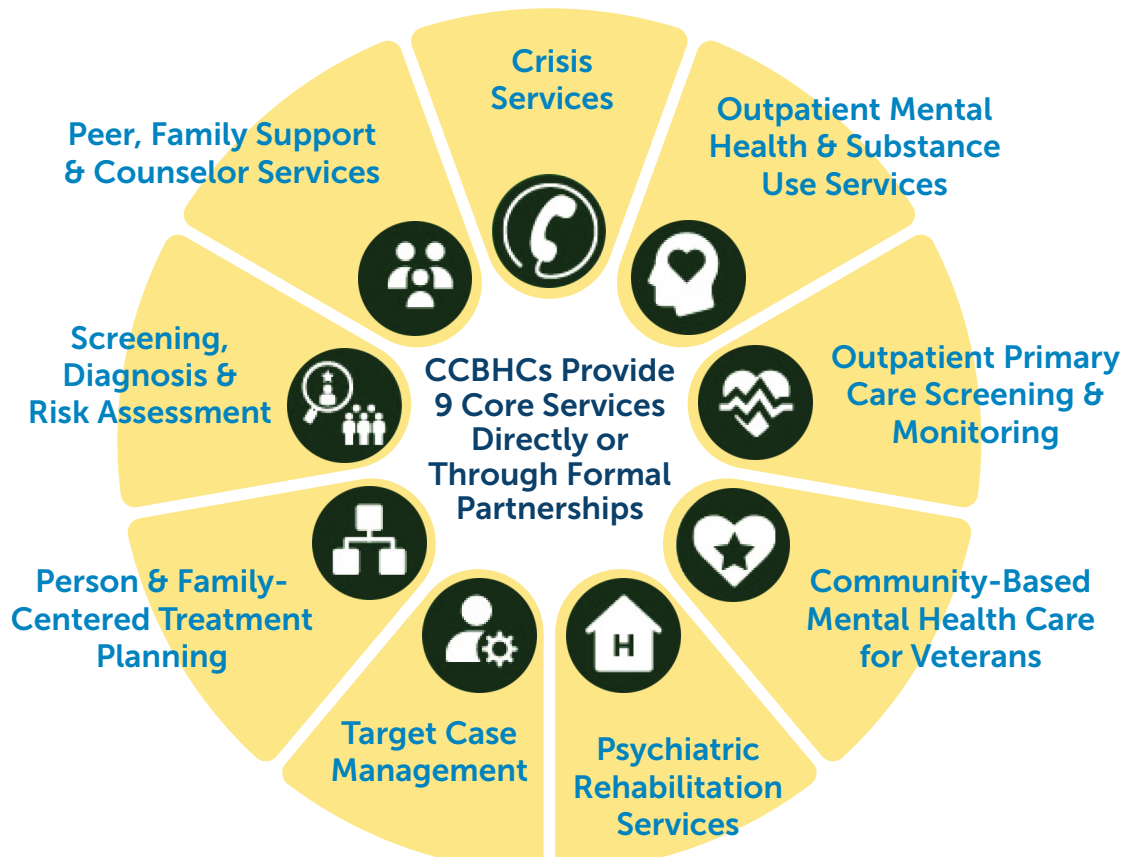 Crisis
Services
Outpatient Mental
Health & Substance
Use Services
Outpatient Primary
Care Screening &
Monitoring
Community-Based
Mental Health Care
for Veterans
Psychiatric
Rehabilitation
Services
Target Case
Management
Person & Family-
Centered Treatment
Planning
Screening,
Diagnosis &
Risk Assessment
Peer, Family Support
& Counselor Services
CCBHCs Provide
9 Core Services
Directly or
Through Formal
Partnerships
H